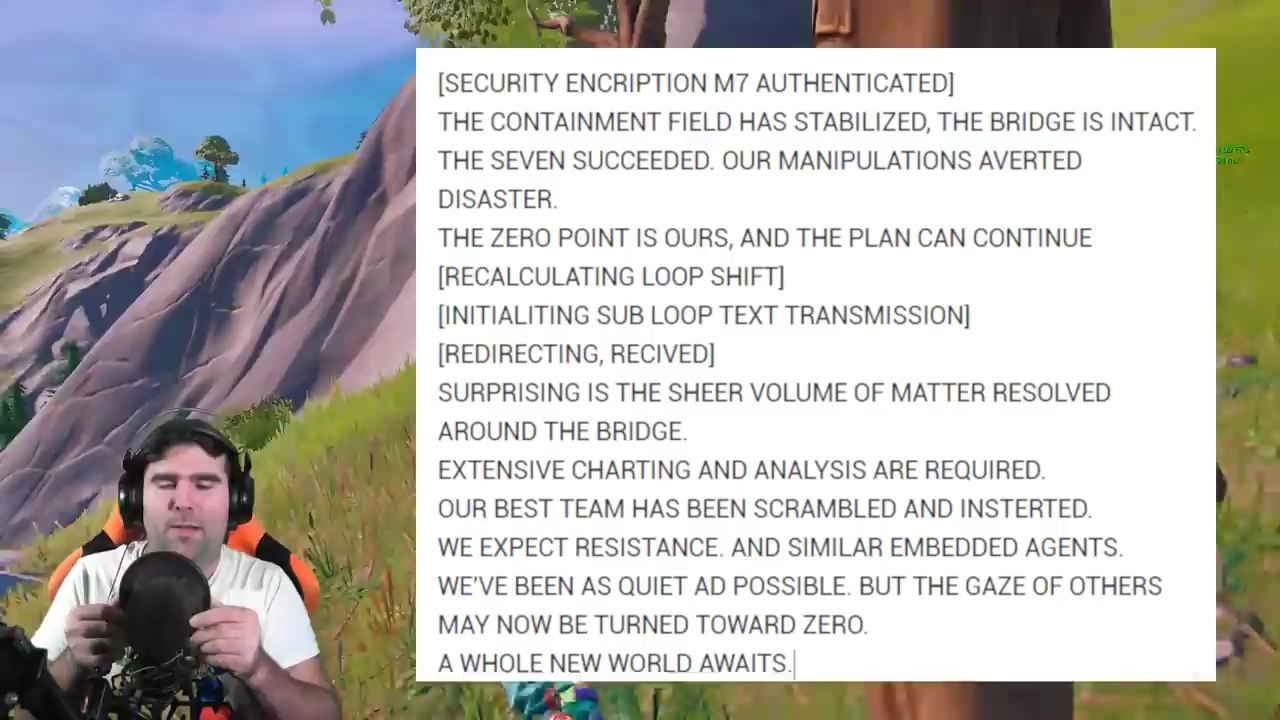 [SECURITY ENCRIPTION M7 AUTHENTICATED]
THE CONTAINMENT FIELD HAS STABILIZED, THE BRIDGE IS INTACT.
THE SEVEN SUCCEEDED. OUR MANIPULATIONS AVERTED
DISASTER.
THE ZERO POINT IS OURS, AND THE PLAN CAN CONTINUE
[RECALCULATING LOOP SHIFT]
[INITIALITING SUB LOOP TEXT TRANSMISSION]
[REDIRECTING, RECIVED]
SURPRISING IS THE SHEER VOLUME OF MATTER RESOLVED
AROUND THE BRIDGE.
EXTENSIVE CHARTING AND ANALYSIS ARE REQUIRED.
OUR BEST TEAM HAS BEEN SCRAMBLED AND INSTERTED.
WE EXPECT RESISTANCE. AND SIMILAR EMBEDDED AGENTS.
WE'VE BEEN AS QUIET AD POSSIBLE. BUT THE GAZE OF OTHERS
MAY NOW BE TURNED TOWARD ZERO.
A WHOLE NEW WORLD AWAITS.